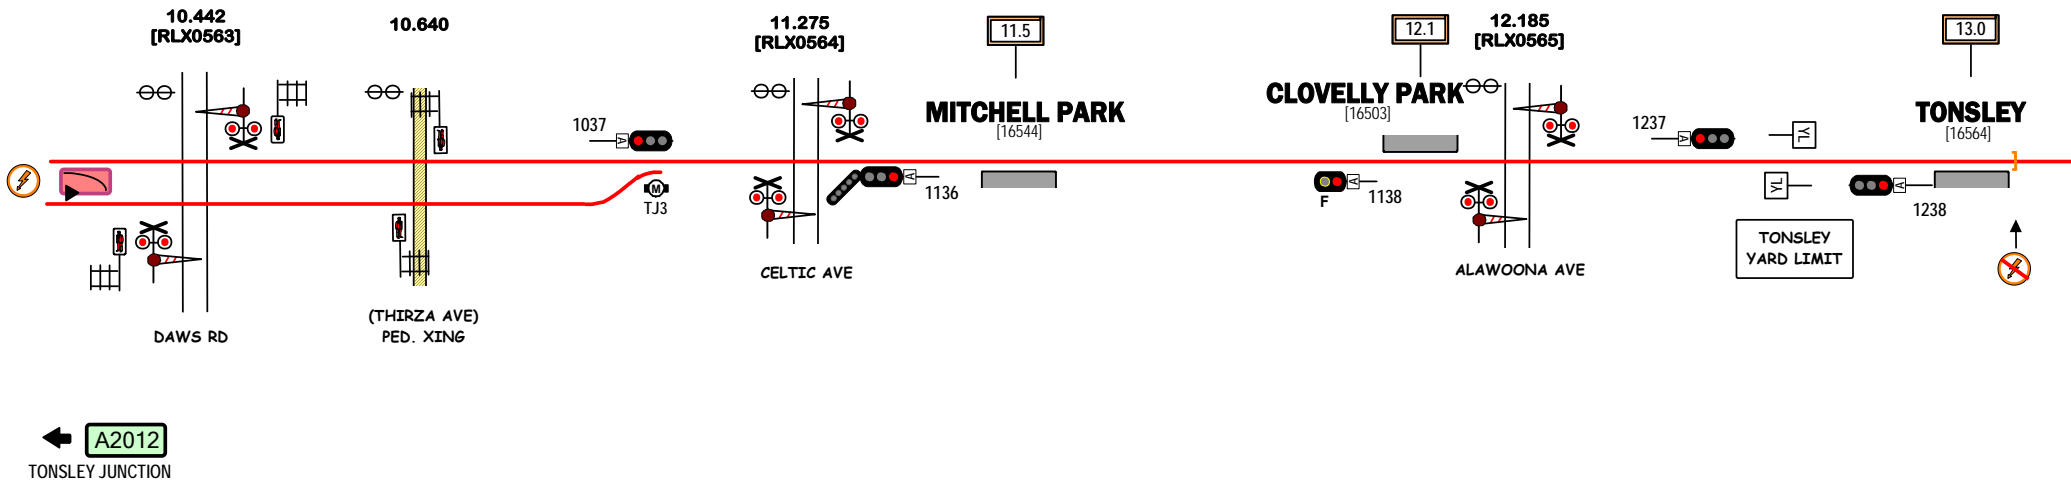 10.442
[RLX0563]
10.640
11.275
[RLX0564]
11.5
12.1
12.185
[RLX0565]
13.0
MITCHELL PARK
[16544]
CLOVELLY PARK
[16503]
TONSLEY
[16564]
1037
A
1237
A
YL
M
TJ3
A
1136
A
F
1138
YL
A
1238
TONSLEY
YARD LIMIT
CELTIC AVE
ALAWOONA AVE
(THIRZA AVE)
PED. XING
DAWS RD
A2012
TONSLEY JUNCTION